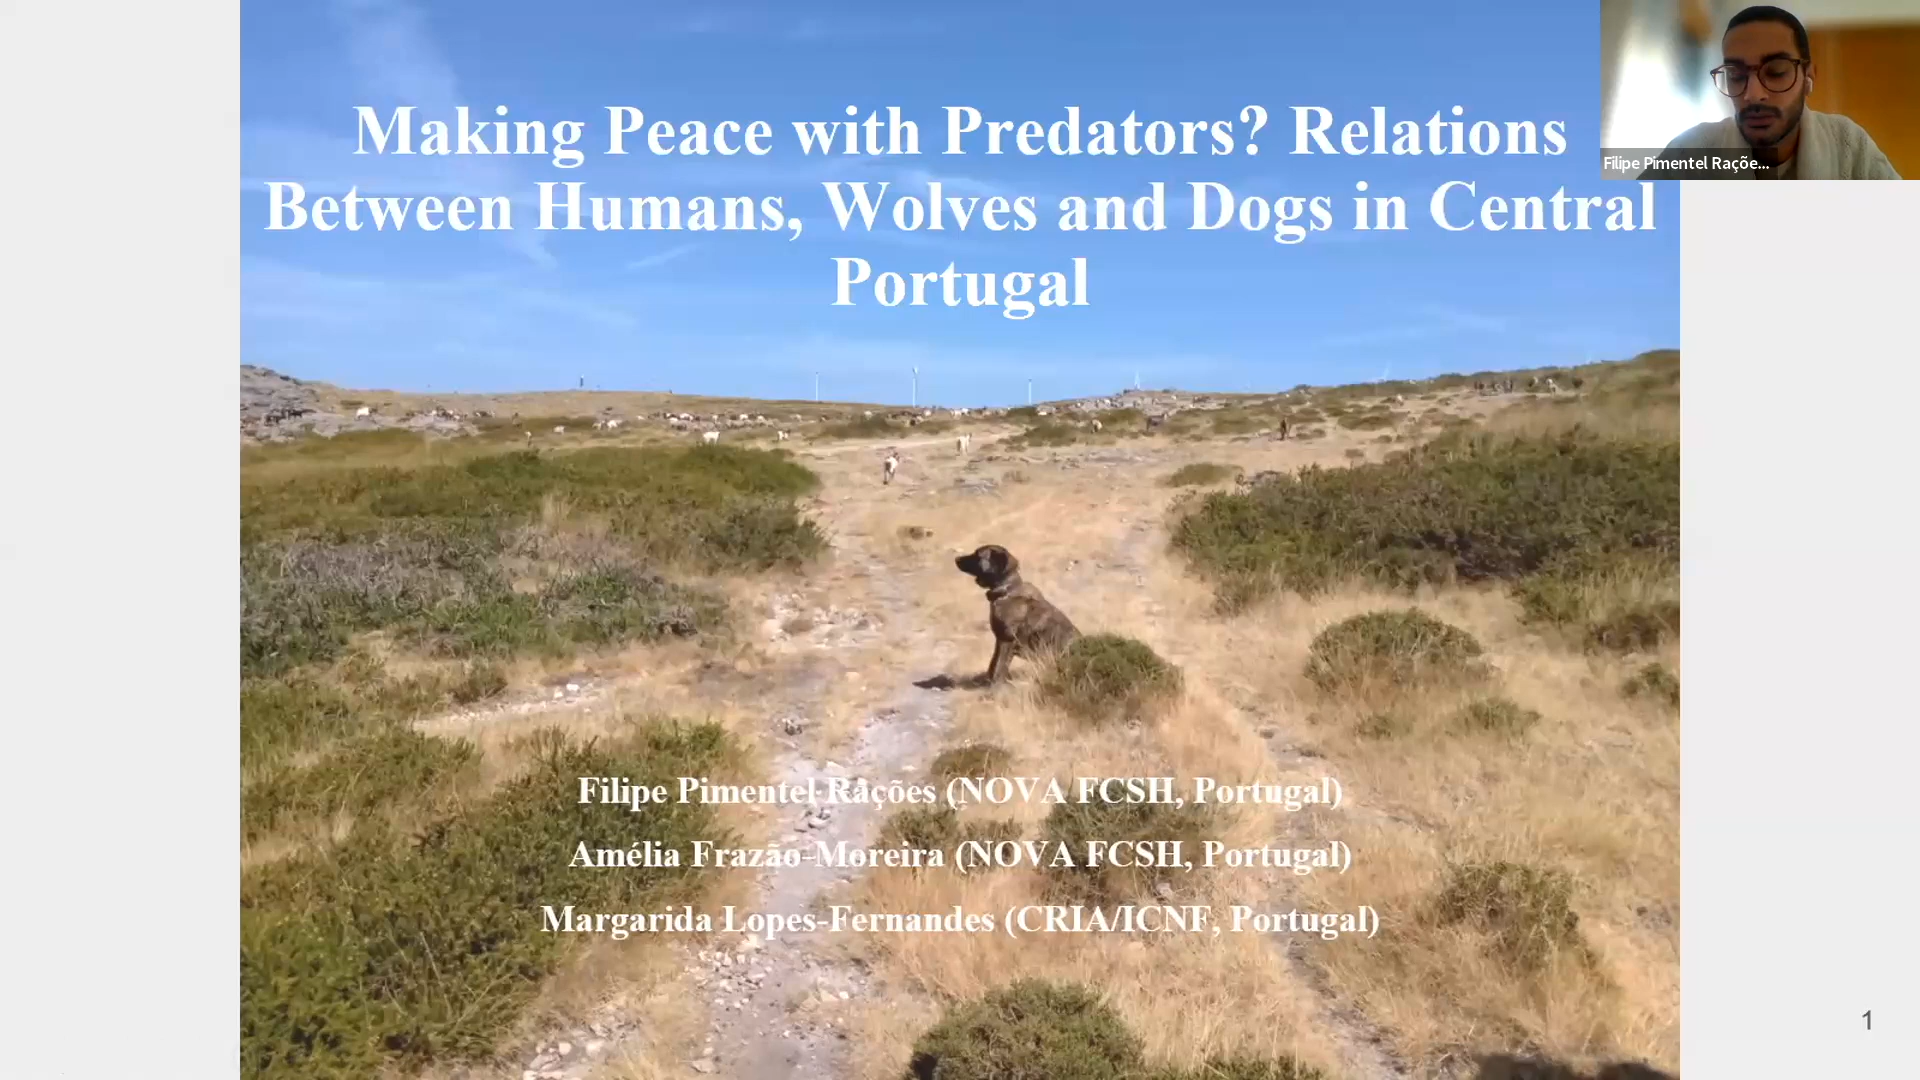 Making Peace with Predators? Relations
Between Humans, Wolves and Dogs in Central
Portugal
Filipe Pimentel Raçõe...
Filipe Pimentel Rações (NOVA FCSH, Portugal)
Amélia Frazão-Moreira (NOVA FCSH, Portugal)
Margarida Lopes-Fernandes (CRIA/ICNF, Portugal)
1